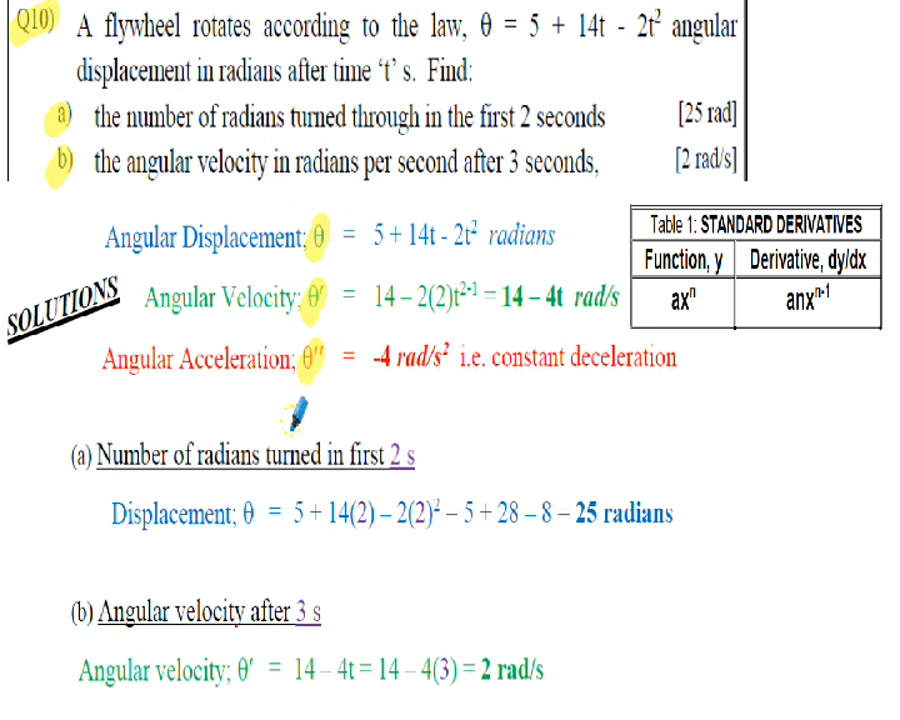 Q10) A flywheel rotates according to the law, θ = 5 + 14t - 2t² angular
displacement in radians after time ‘t’ s. Find:
a) the number of radians turned through in the first 2 seconds [25 rad]
b) the angular velocity in radians per second after 3 seconds, [2 rad/s]
Angular Displacement; θ = 5 + 14t - 2t² radians
Table 1: STANDARD DERIVATIVES
Function, y Derivative, dy/dx
axⁿ anxⁿ⁻¹
SOLUTIONS
Angular Velocity; θ′ = 14 – 2(2)t²⁻¹ = 14 – 4t rad/s
Angular Acceleration; θ′′ = -4 rad/s² i.e. constant deceleration
(a) Number of radians turned in first 2 s
Displacement; θ = 5 + 14(2) – 2(2)² – 5 + 28 – 8 – 25 radians
(b) Angular velocity after 3 s
Angular velocity; θ′ = 14 – 4t = 14 – 4(3) = 2 rad/s